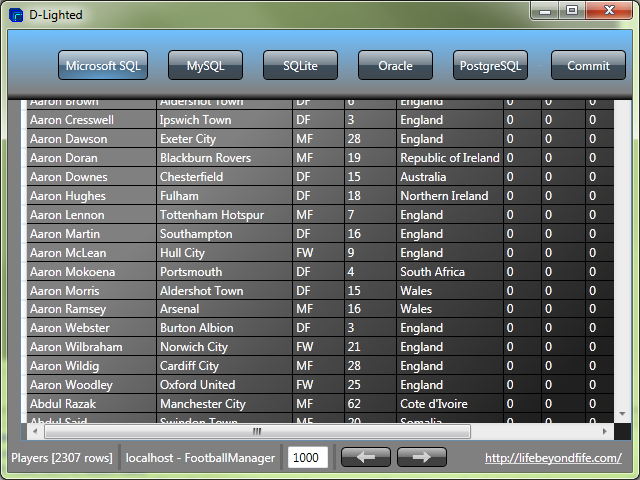 D-Lighted
Microsoft SQL MySQL SQLite Oracle PostgreSQL Commit
Aaron Brown Aldershot Town DF 6 England 0 0 0
Aaron Cresswell Ipswich Town DF 3 England 0 0 0
Aaron Dawson Exeter City MF 28 England 0 0 0
Aaron Doran Blackburn Rovers MF 19 Republic of Ireland 0 0 0
Aaron Downes Chesterfield DF 15 Australia 0 0 0
Aaron Hughes Fulham DF 18 Northern Ireland 0 0 0
Aaron Lennon Tottenham Hotspur MF 7 England 0 0 0
Aaron Martin Southampton DF 16 England 0 0 0
Aaron McLean Hull City FW 9 England 0 0 0
Aaron Mokoena Portsmouth DF 4 South Africa 0 0 0
Aaron Morris Aldershot Town DF 15 Wales 0 0 0
Aaron Ramsey Arsenal MF 16 Wales 0 0 0
Aaron Webster Burton Albion DF 3 England 0 0 0
Aaron Wilbraham Norwich City FW 21 England 0 0 0
Aaron Wildig Cardiff City MF 28 England 0 0 0
Aaron Woodley Oxford United FW 25 England 0 0 0
Abdul Razak Manchester City MF 62 Cote d'Ivoire 0 0 0
Abdul Said Swindon Town MF 20 Somalia 0 0 0
Players [2307 rows] localhost - FootballManager 1000 http://lifebeyondfife.com/